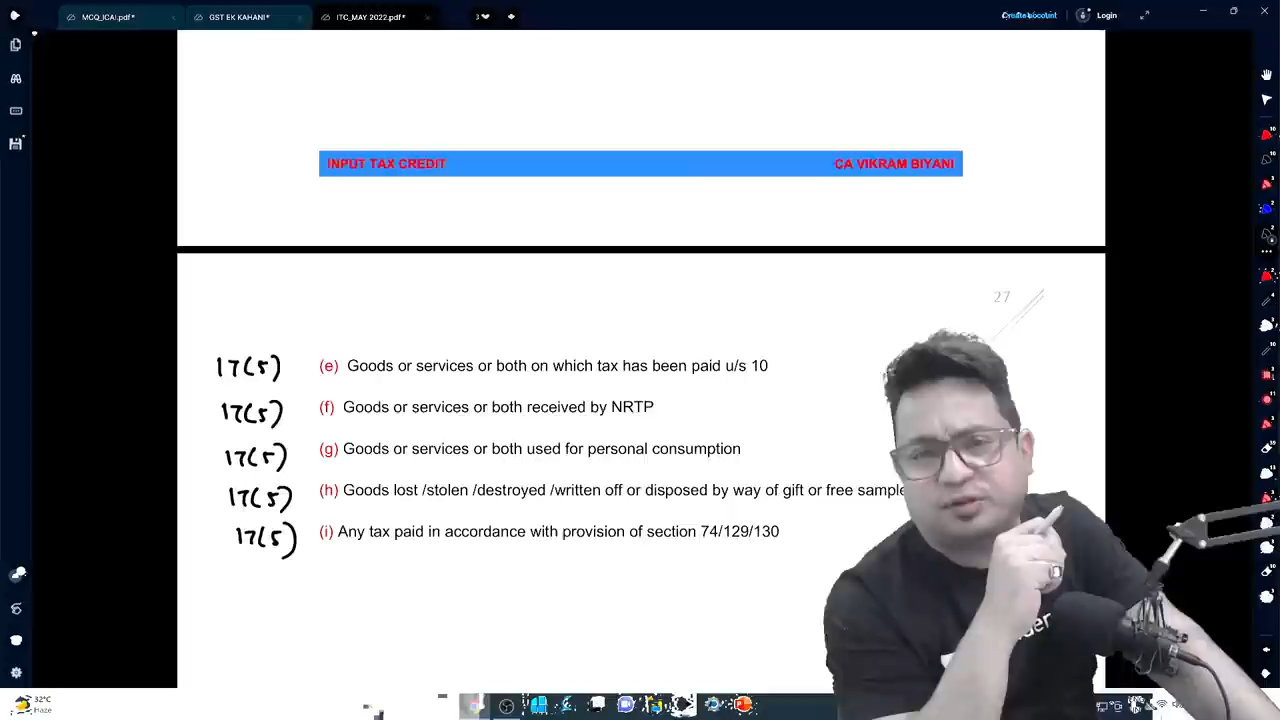 MCQ_ICAI.pdf* GST EK KAHANI* ITC_MAY 2022.pdf* 3 Login
INPUT TAX CREDIT CA VIKRAM BIYANI
27
17(5) (e) Goods or services or both on which tax has been paid u/s 10
17(5) (f) Goods or services or both received by NRTP
17(5) (g) Goods or services or both used for personal consumption
17(5) (h) Goods lost /stolen /destroyed /written off or disposed by way of gift or free sample
17(5) (i) Any tax paid in accordance with provision of section 74/129/130
32°C
Haze